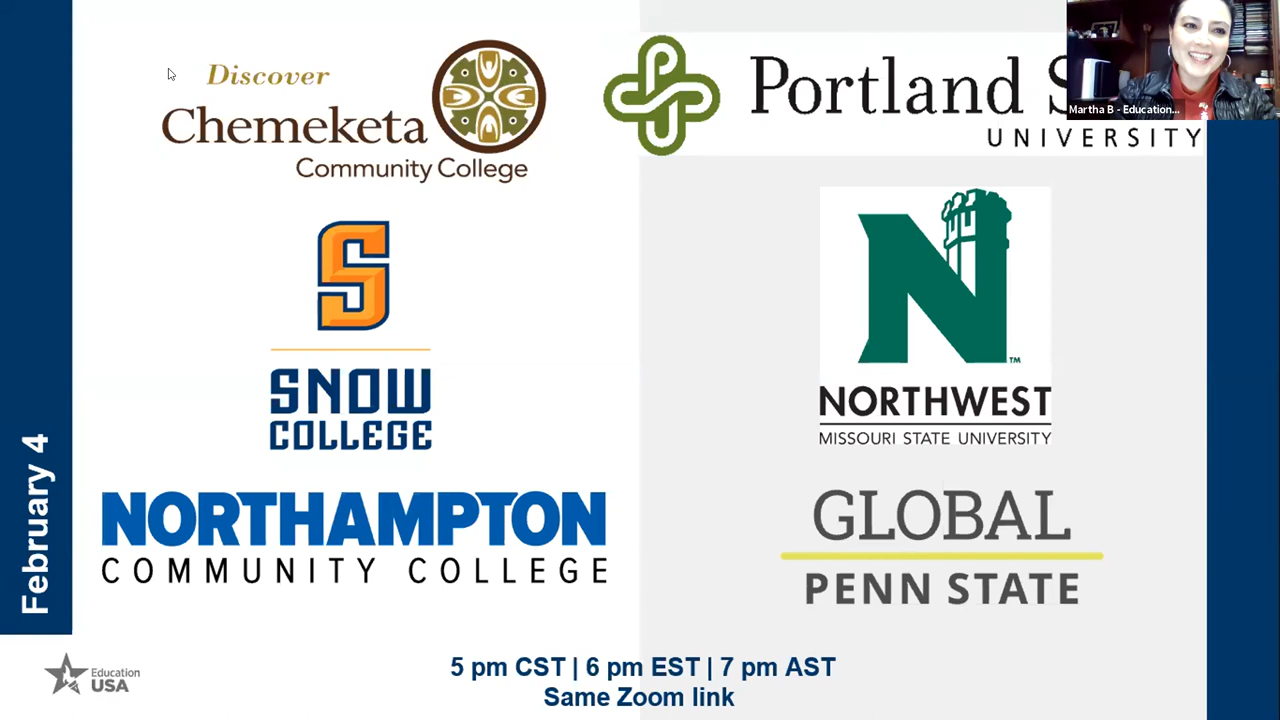 Discover
Chemeketa
Community College
Portland S
UNIVERSITY
Martha B - Education...
SNOW
COLLEGE
N
TM
NORTHWEST
MISSOURI STATE UNIVERSITY
NORTHAMPTON
COMMUNITY COLLEGE
GLOBAL
PENN STATE
February 4
Education
USA
5 pm CST | 6 pm EST | 7 pm AST
Same Zoom link